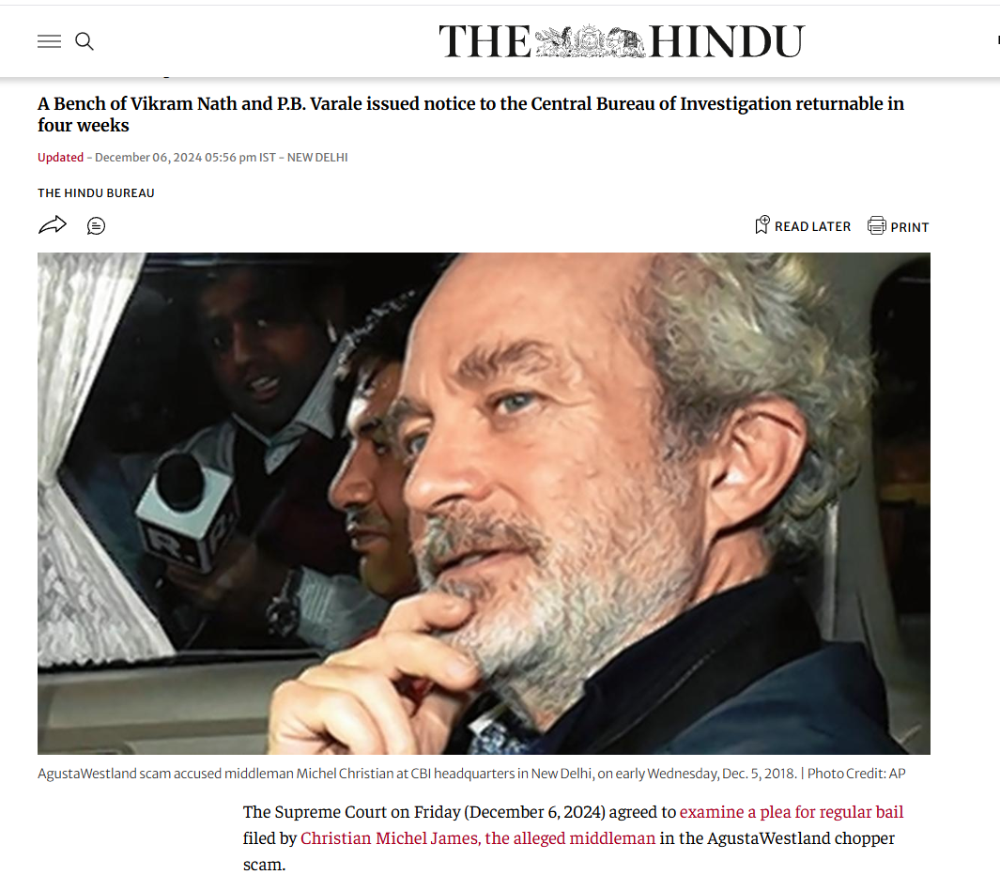 THE HINDU
A Bench of Vikram Nath and P.B. Varale issued notice to the Central Bureau of Investigation returnable in
four weeks
Updated - December 06, 2024 05:56 pm IST - NEW DELHI
THE HINDU BUREAU
READ LATER PRINT
R.
AgustaWestland scam accused middleman Michel Christian at CBI headquarters in New Delhi, on early Wednesday, Dec. 5, 2018. | Photo Credit: AP
The Supreme Court on Friday (December 6, 2024) agreed to examine a plea for regular bail
filed by Christian Michel James, the alleged middleman in the AgustaWestland chopper
scam.